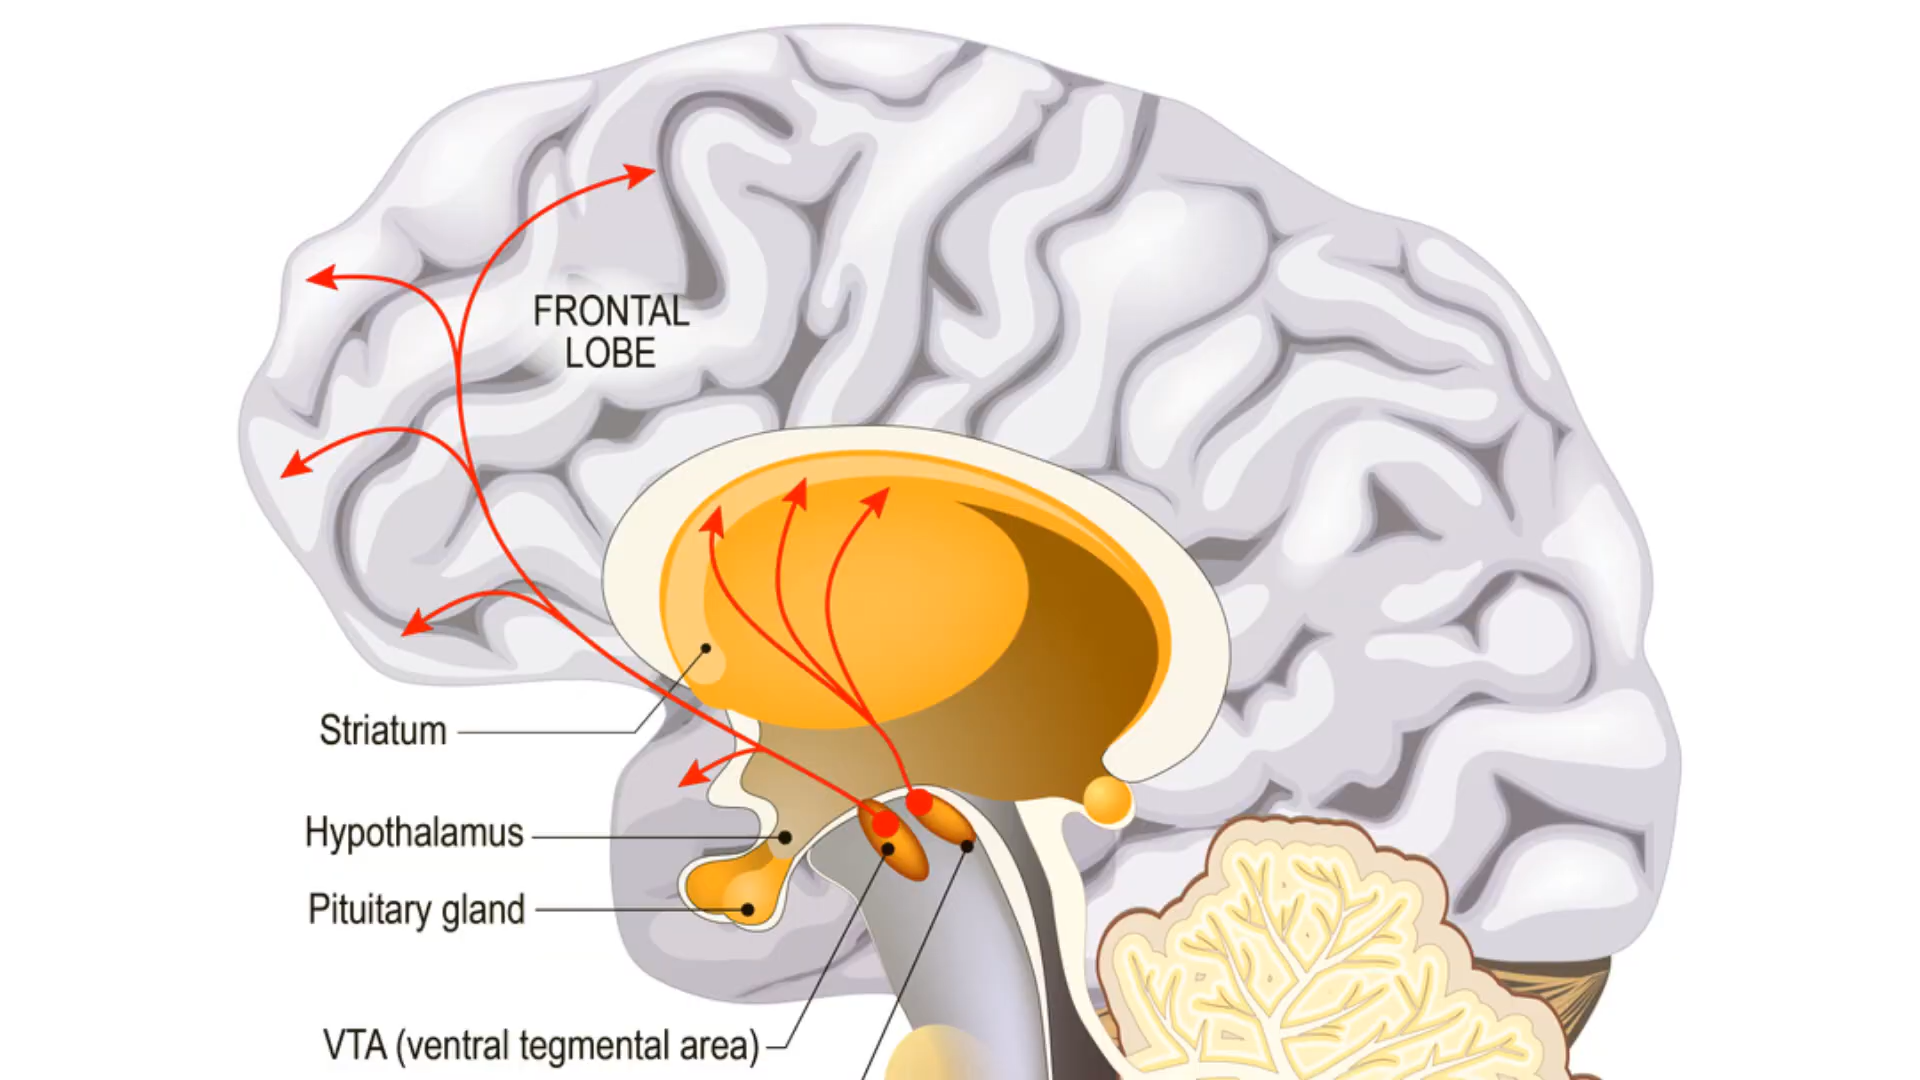 FRONTAL
LOBE
Striatum
Hypothalamus
Pituitary gland
VTA (ventral tegmental area)